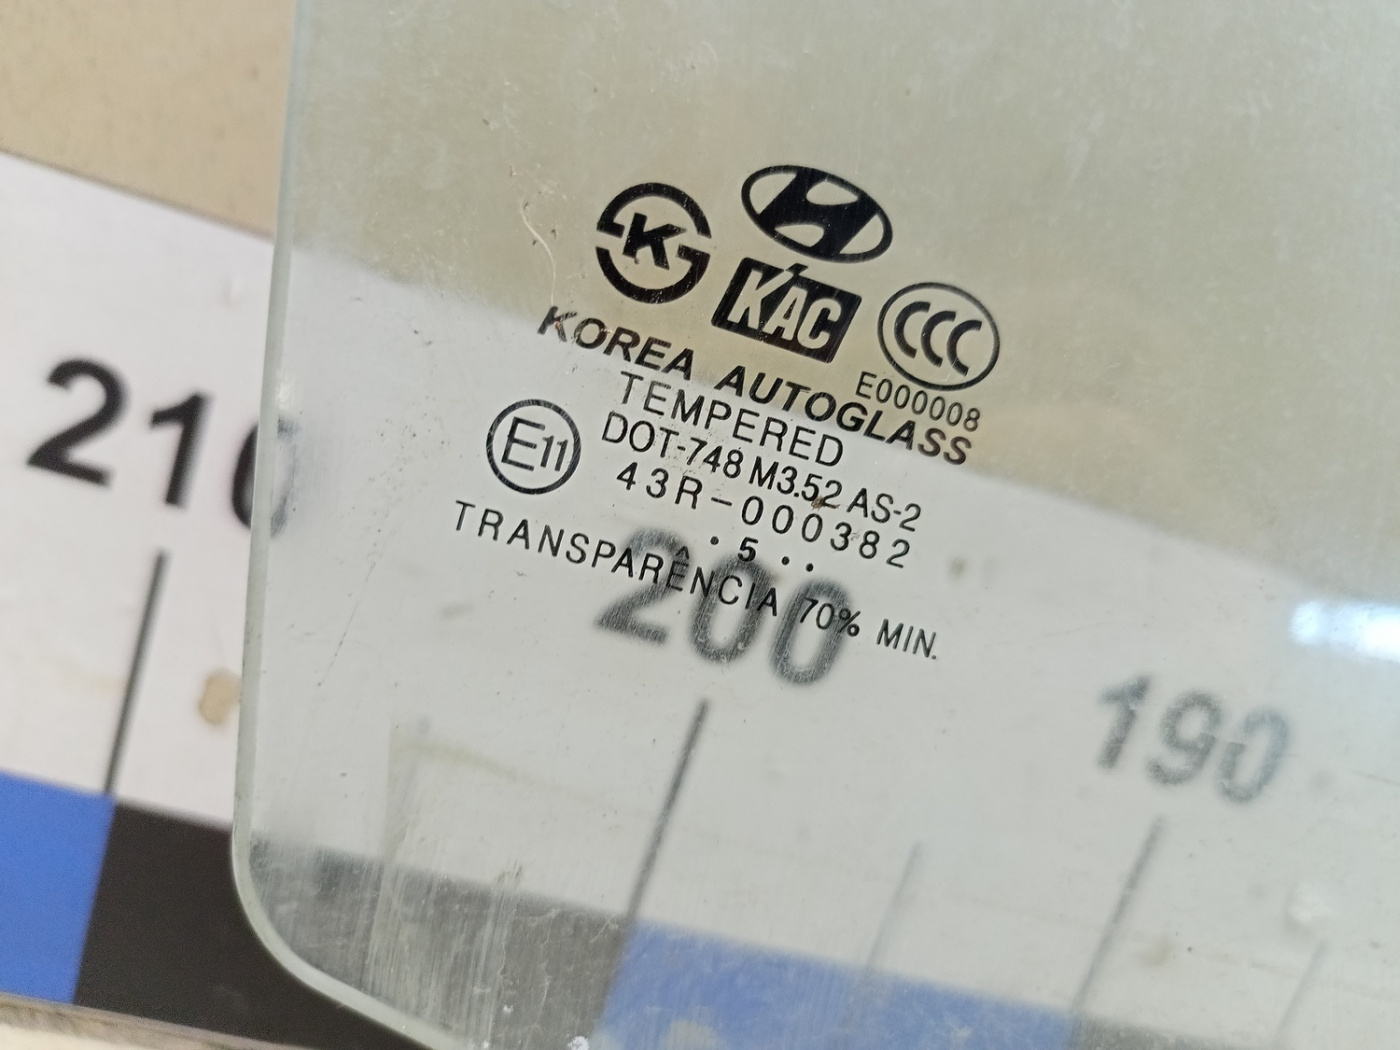 K
KAC
CCC
E000008
KOREA AUTOGLASS
TEMPERED
E11
DOT-748 M3.52 AS-2
43R-000382
. 5 ..
TRANSPARÊNCIA 70% MIN.
210
200
190